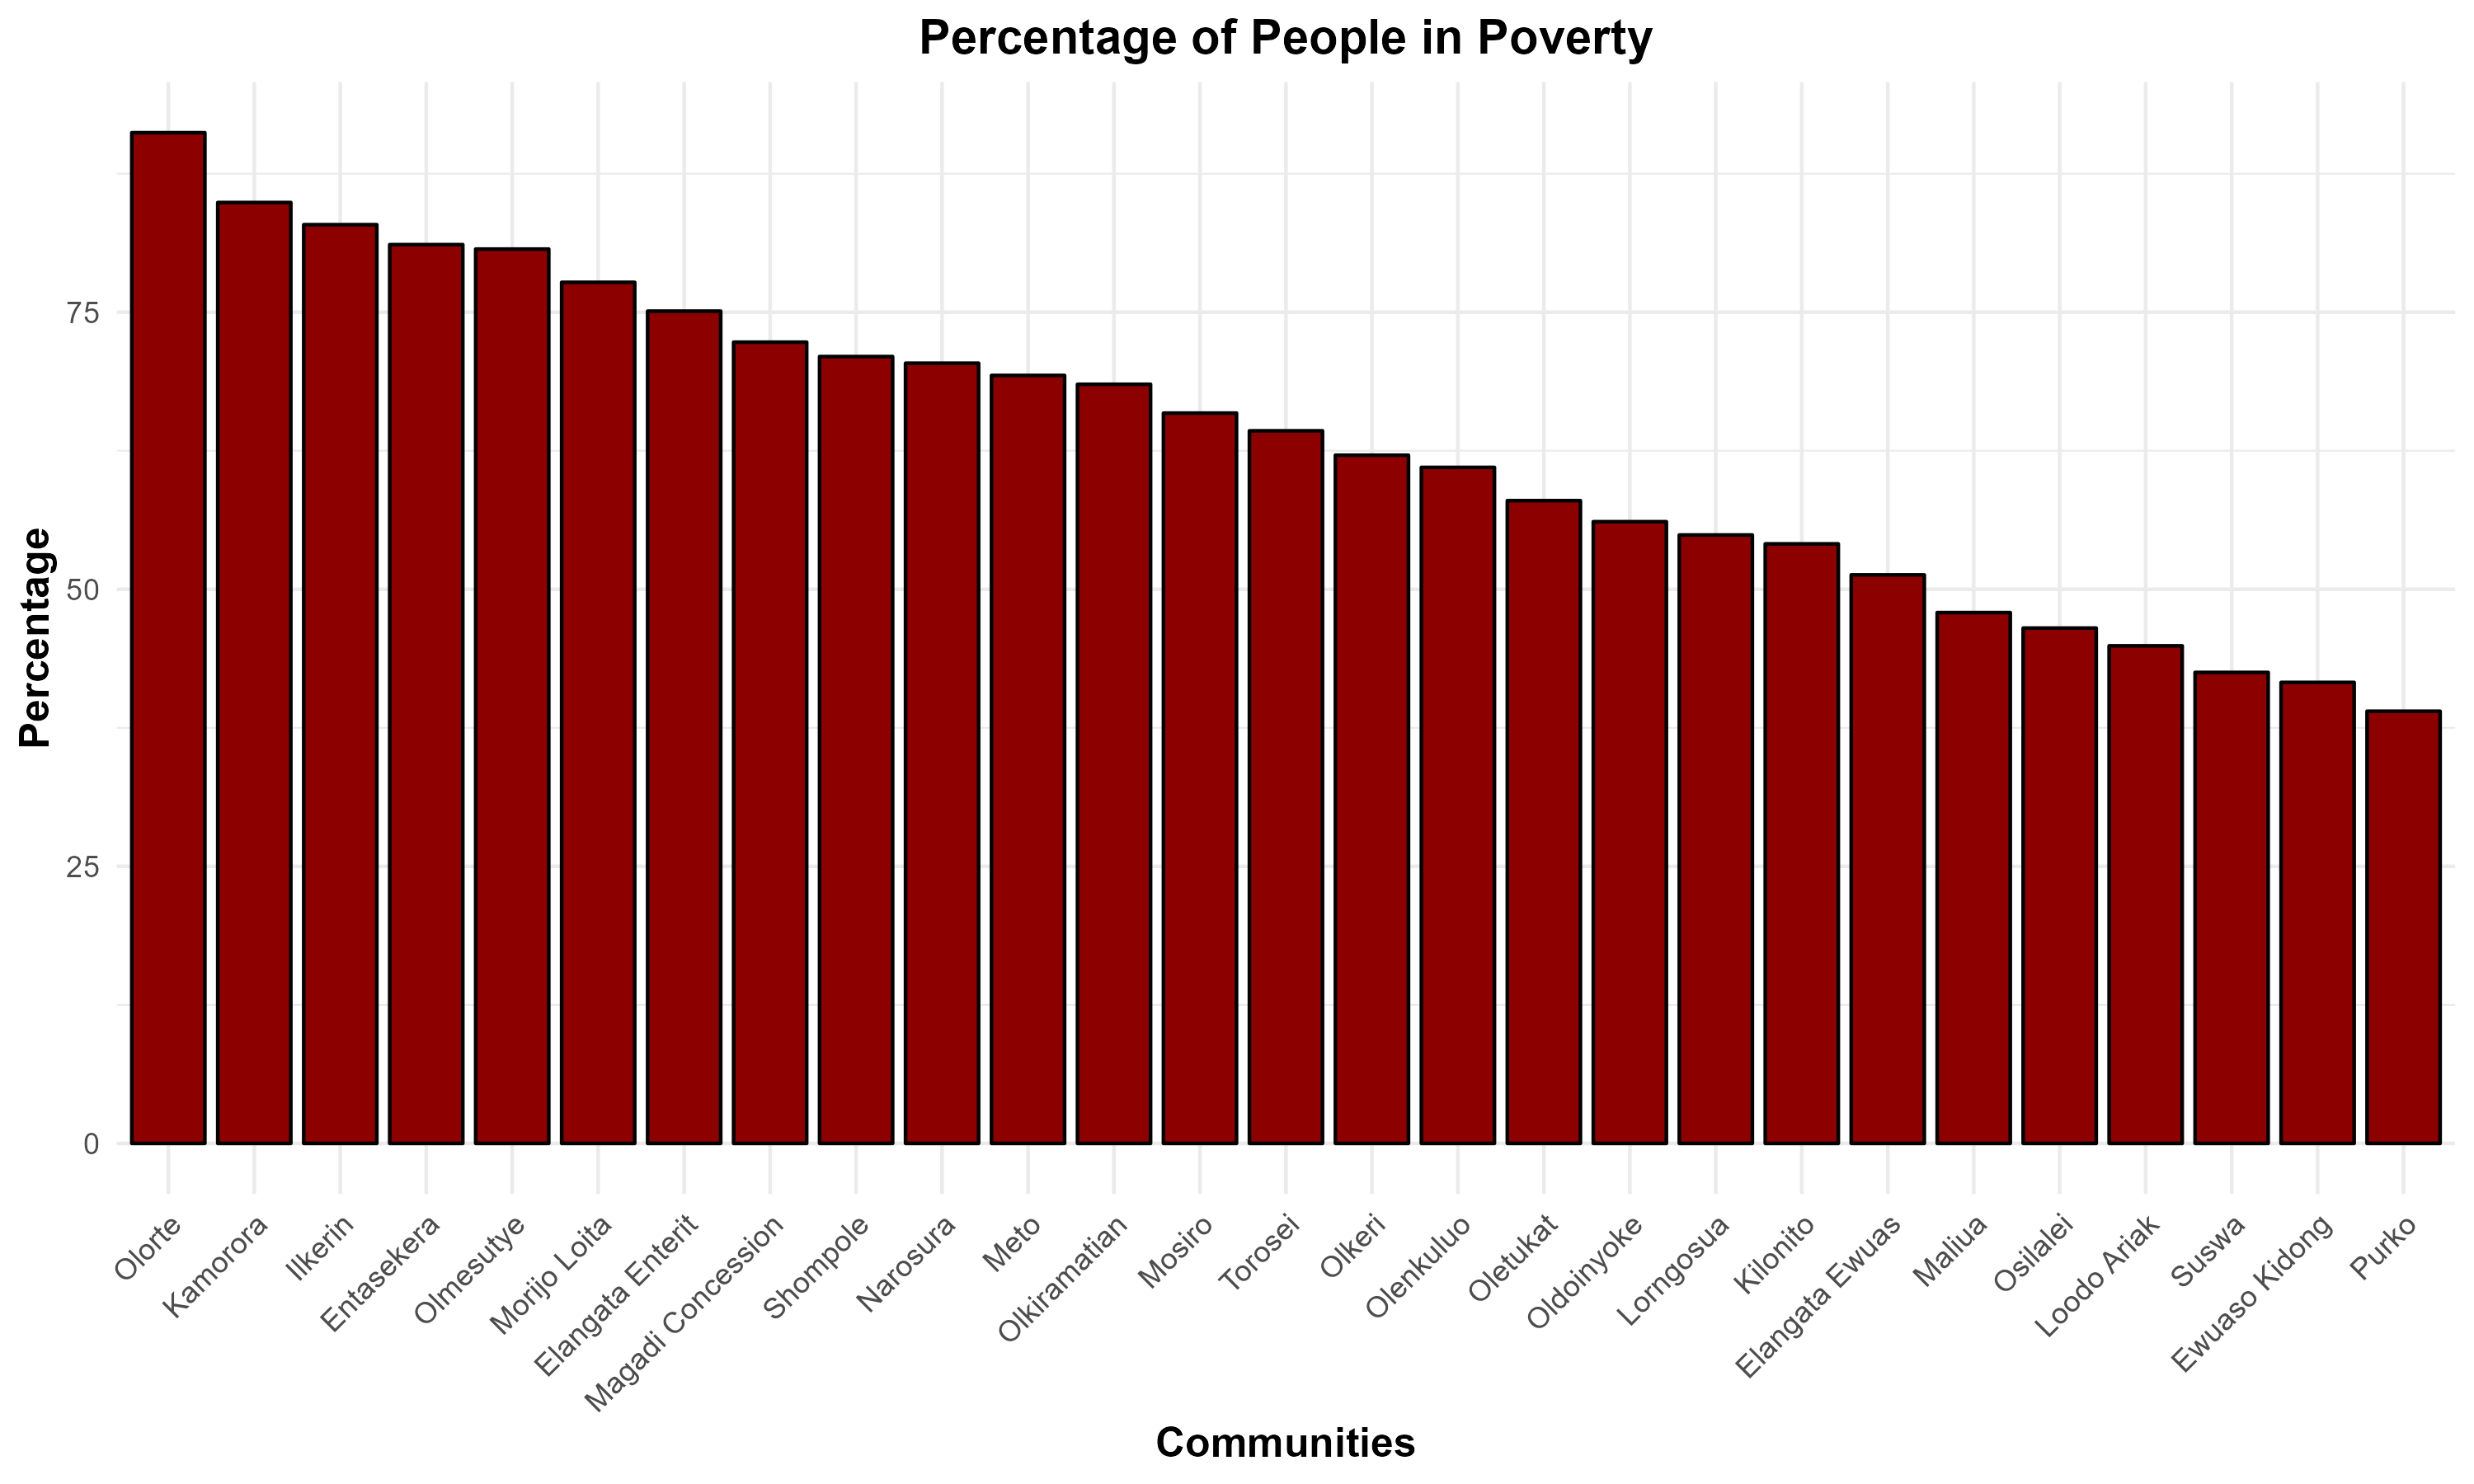 Percentage of People in Poverty
Percentage
75
50
25
0
Olorte
Kamorora
Ilkerin
Entasekera
Olmesutye
Morijo Loita
Elangata Enterit
Magadi Concession
Shompole
Narosura
Meto
Olkiramatian
Mosiro
Torosei
Olkeri
Olenkuluo
Oletukat
Oldoinyoke
Lorngosua
Kilonito
Elangata Ewuas
Maliua
Osilalei
Loodo Ariak
Suswa
Ewuaso Kidong
Purko
Communities